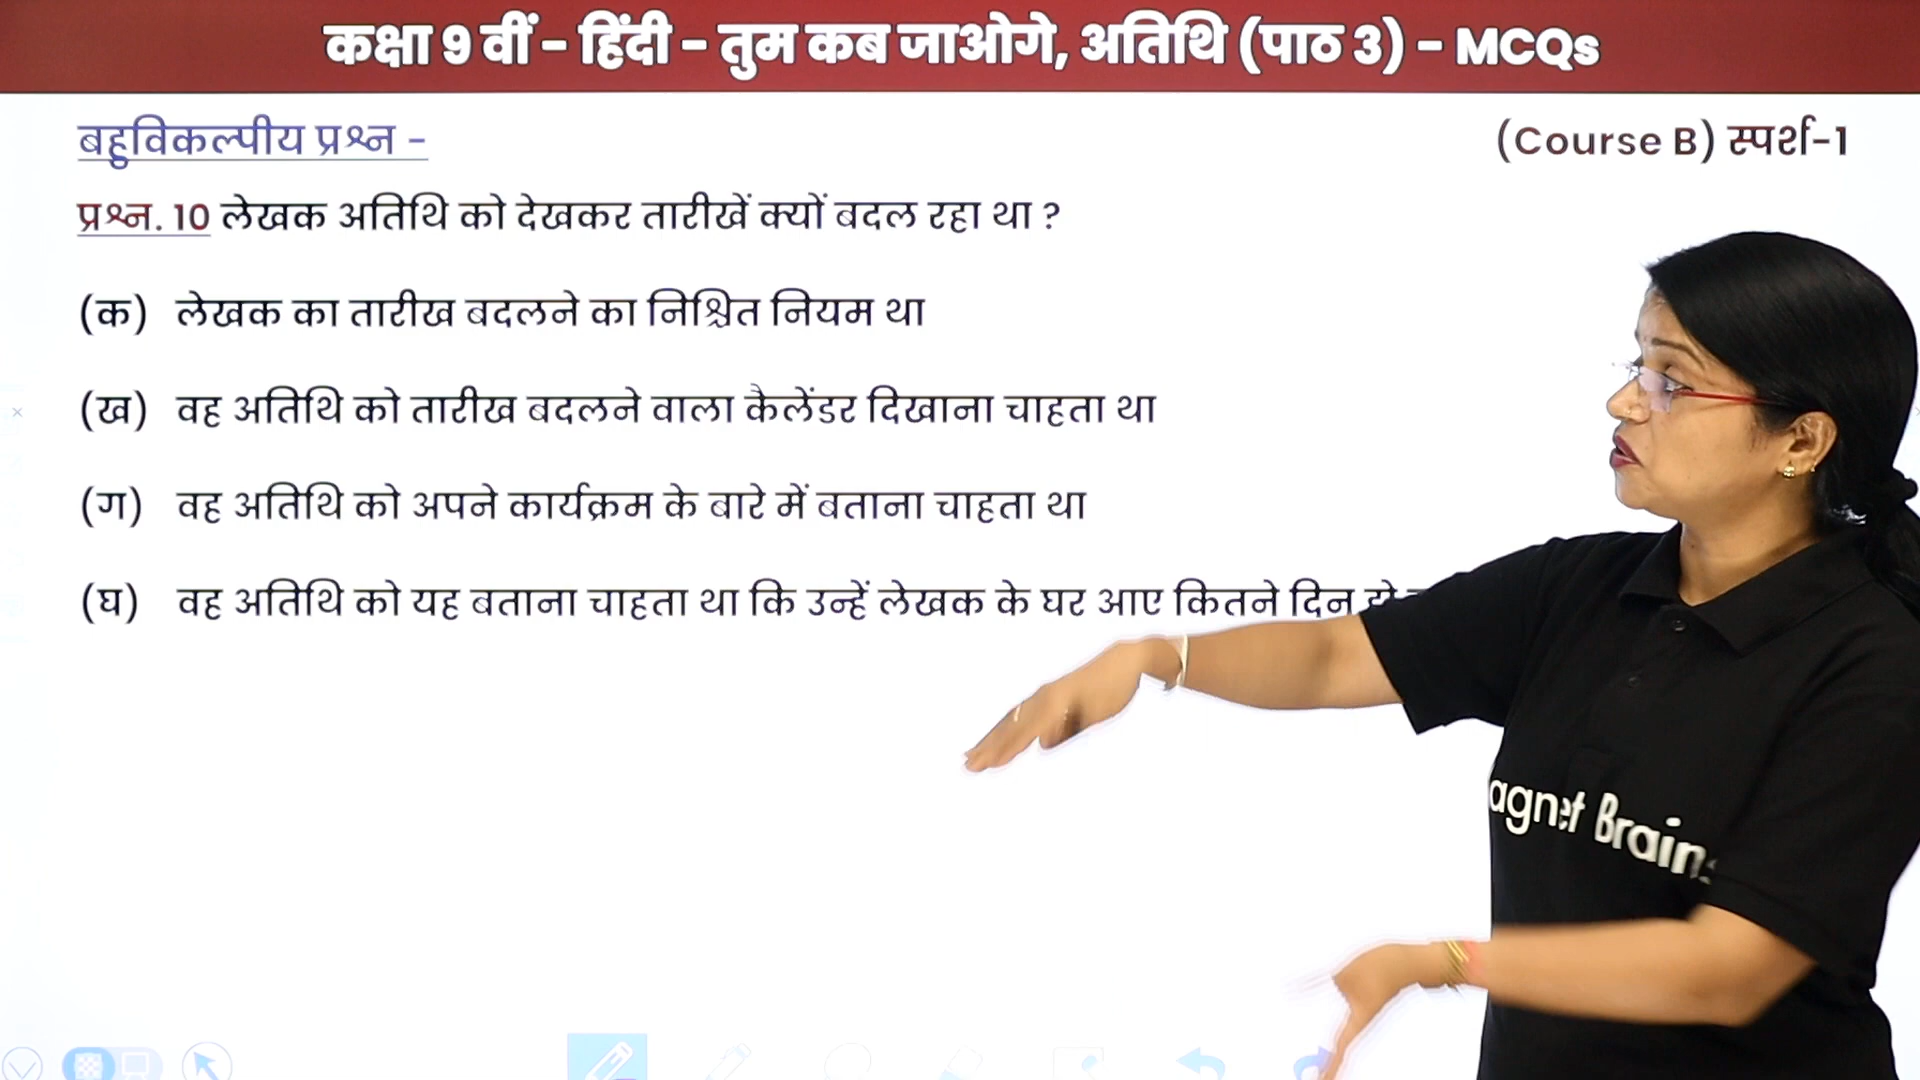 कक्षा 9 वीं - हिंदी - तुम कब जाओगे, अतिथि (पाठ 3) - MCQs
बहुविकल्पीय प्रश्न -
(Course B) स्पर्श-1
प्रश्न. 10 लेखक अतिथि को देखकर तारीखें क्यों बदल रहा था ?
(क) लेखक का तारीख बदलने का निश्चित नियम था
(ख) वह अतिथि को तारीख बदलने वाला कैलेंडर दिखाना चाहता था
(ग) वह अतिथि को अपने कार्यक्रम के बारे में बताना चाहता था
(घ) वह अतिथि को यह बताना चाहता था कि उन्हें लेखक के घर आए कितने दिन हो
agnet Brain